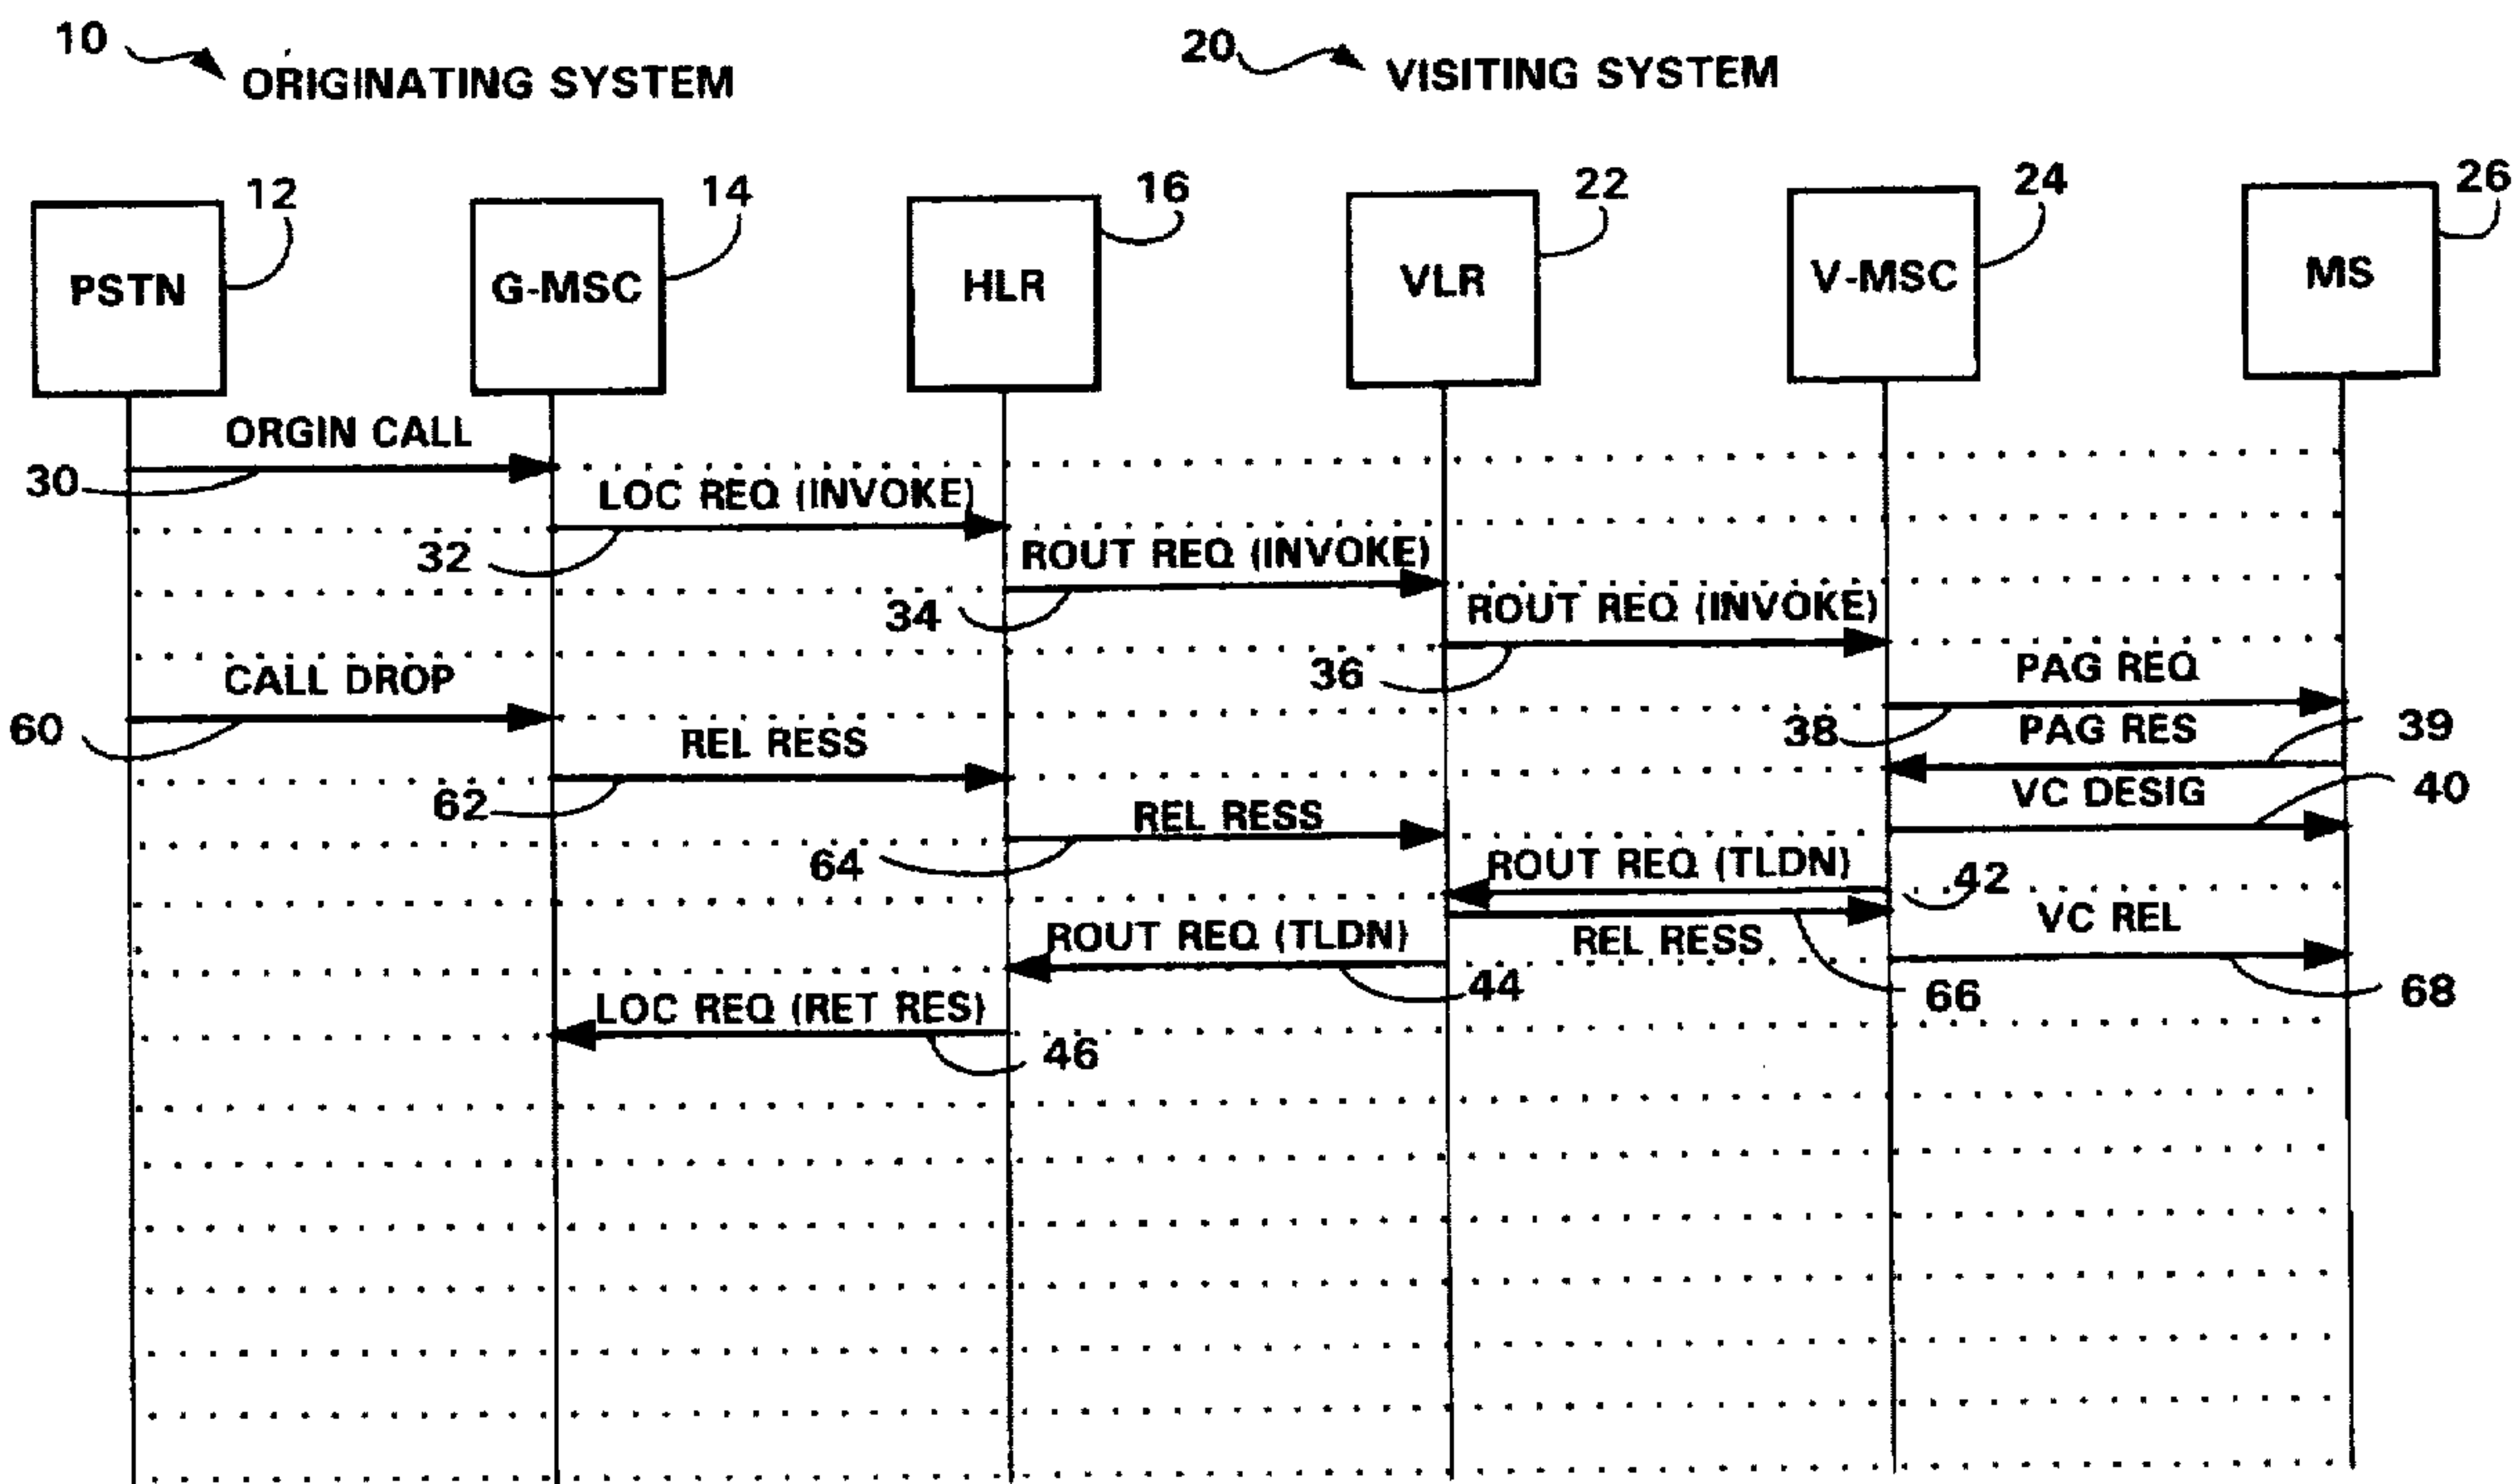 10 ORIGINATING SYSTEM
20 VISITING SYSTEM
12 14 16 22 24 26
PSTN G-MSC HLR VLR V-MSC MS
ORGIN CALL
30
LOC REQ (INVOKE)
32
ROUT REQ (INVOKE)
34
ROUT REQ (INVOKE)
36
PAG REQ
CALL DROP
60
38
PAG RES
39
REL RESS
62
VC DESIG
40
REL RESS
64
ROUT REQ (TLDN)
42
VC REL
ROUT REQ (TLDN)
REL RESS
44
66
68
LOC REQ (RET RES)
46